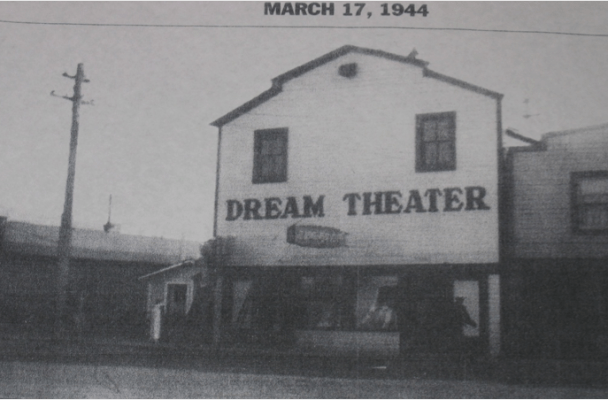 MARCH 17, 1944
DREAM THEATER